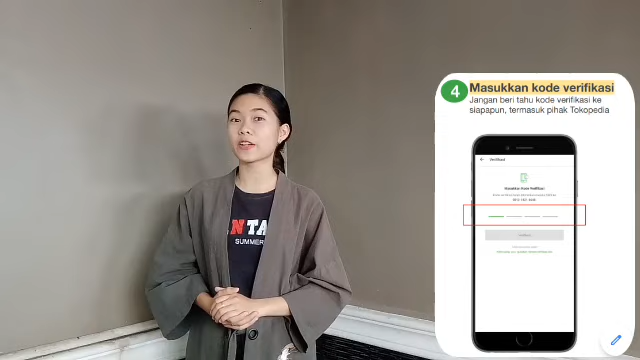 4 Masukkan kode verifikasi
Jangan beri tahu kode verifikasi ke
siapapun, termasuk pihak Tokopedia
Verifikasi
Masukkan Kode Verifikasi
NTA
SUMMER